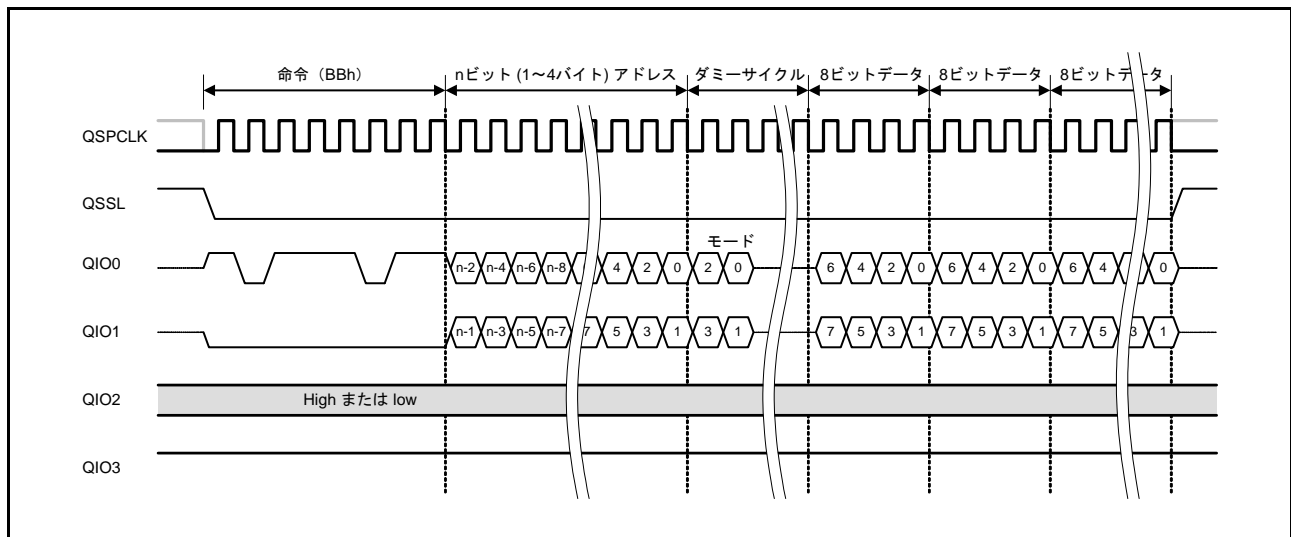 命令（BBh） nビット (1～4バイト) アドレス ダミーサイクル 8ビットデータ 8ビットデータ 8ビットデータ
QSPCLK
QSSL
モード
QIO0 n-2 n-4 n-6 n-8 4 2 0 2 0 6 4 2 0 6 4 2 0 6 4 0
QIO1 n-1 n-3 n-5 n-7 7 5 3 1 3 1 7 5 3 1 7 5 3 1 7 5 3 1
QIO2 High または low
QIO3